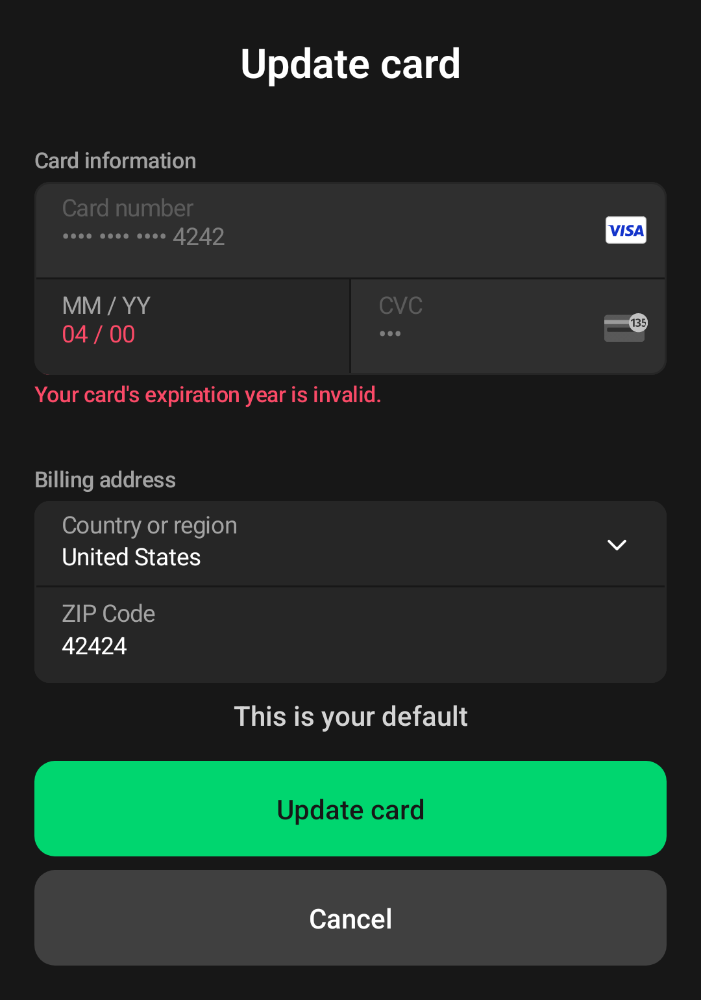 Update card
Card information
Card number
•••• •••• •••• 4242
VISA
MM / YY
04 / 00
CVC
•••
135
Your card's expiration year is invalid.
Billing address
Country or region
United States
ZIP Code
42424
This is your default
Update card
Cancel